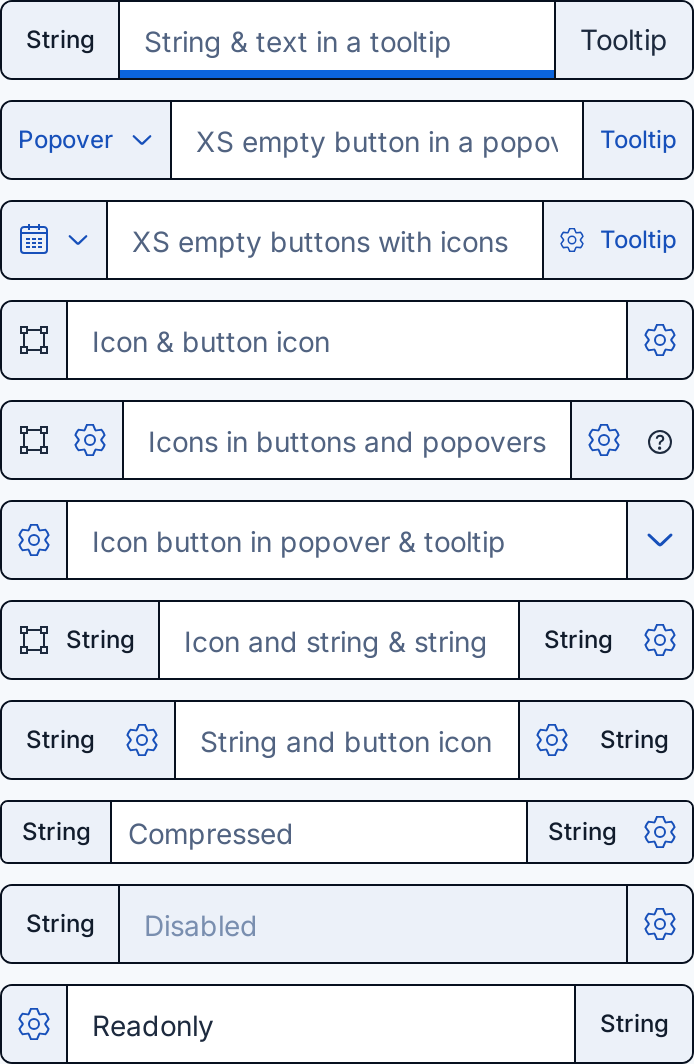 String String & text in a tooltip Tooltip
Popover XS empty button in a Tooltip
XS empty buttons with icons Tooltip
Icon & button icon
Icons in buttons and popovers
Icon button in popover & tooltip
String Icon and string & string String
String String and button icon String
String Compressed String
String Disabled
Readonly String